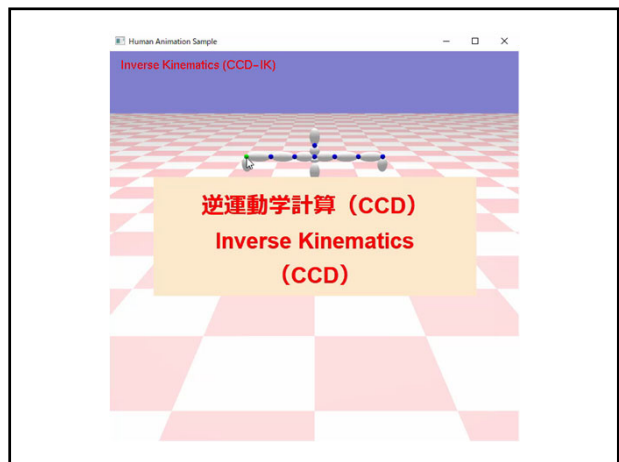 Human Animation Sample
Inverse Kinematics (CCD-IK)
逆運動学計算（CCD）
Inverse Kinematics
（CCD）